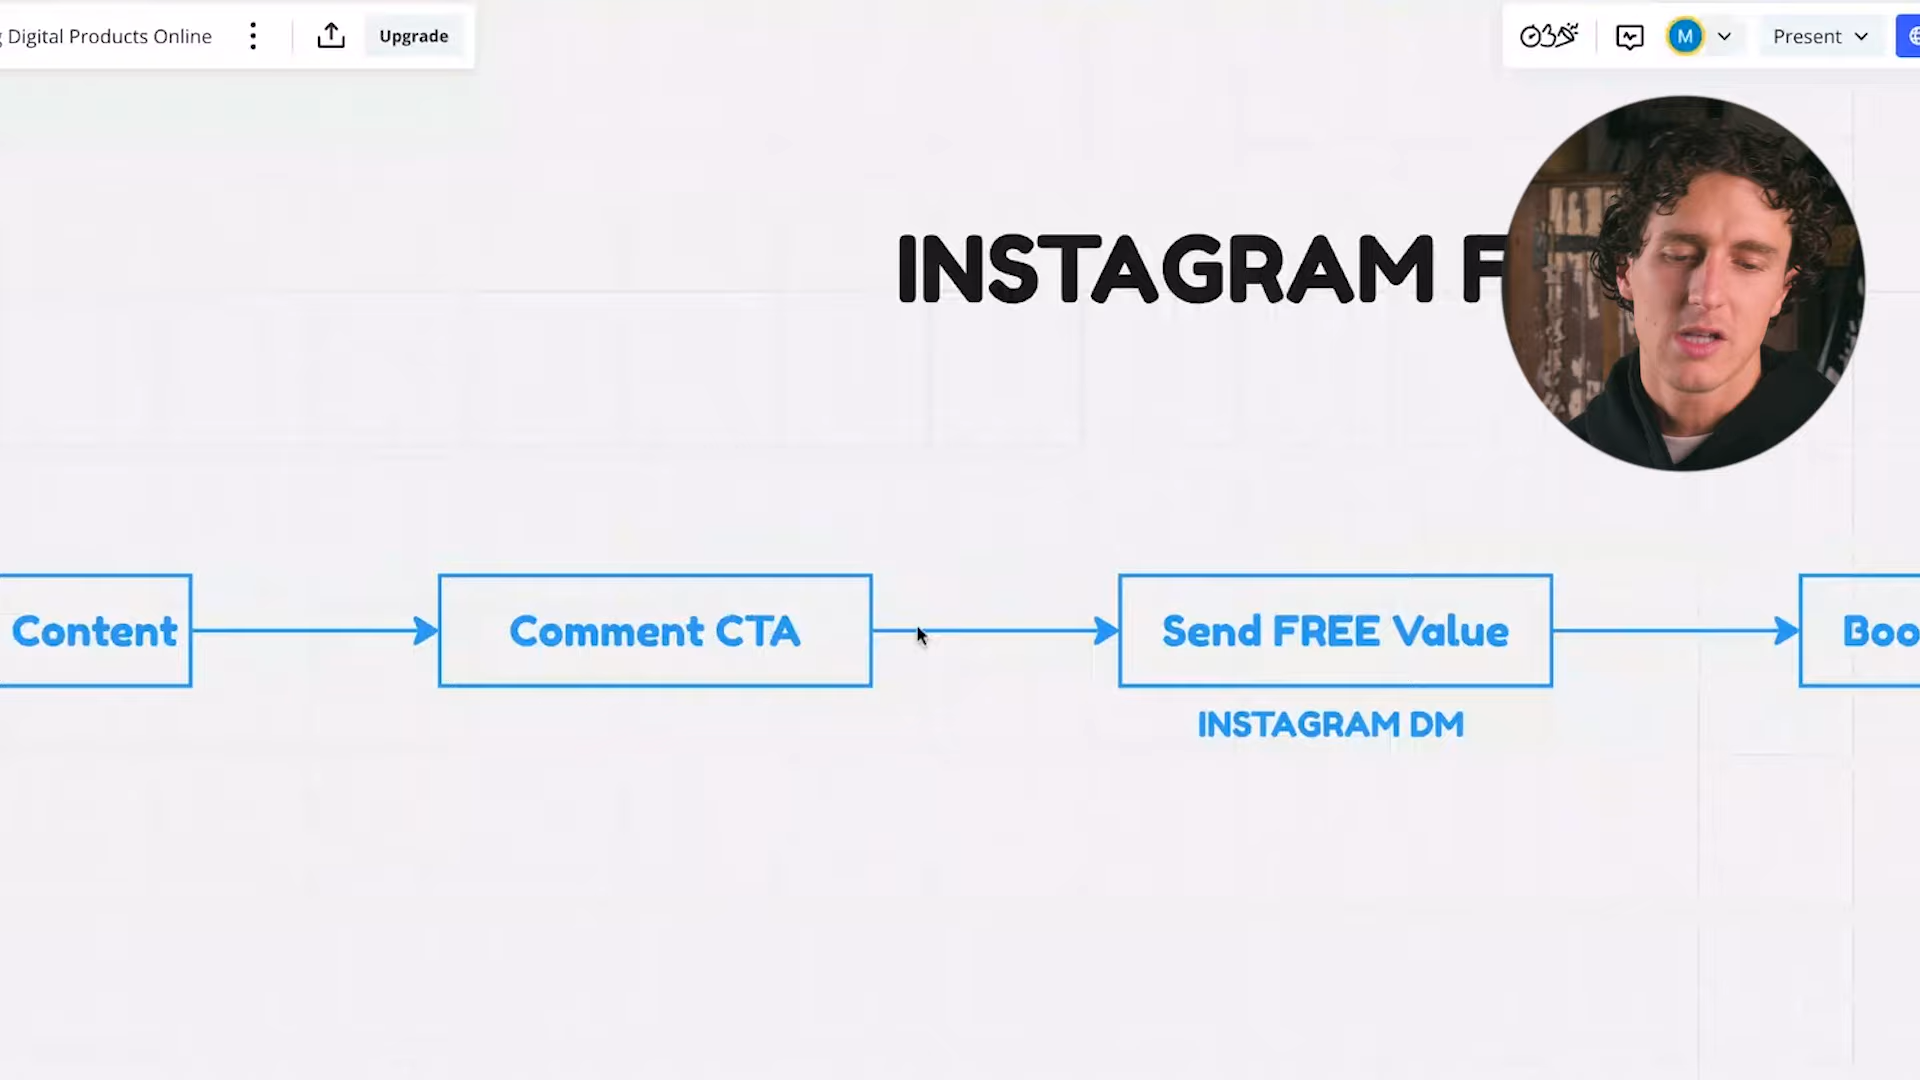 Digital Products Online
Upgrade
M
Present
INSTAGRAM F
Content
Comment CTA
Send FREE Value
Boo
INSTAGRAM DM